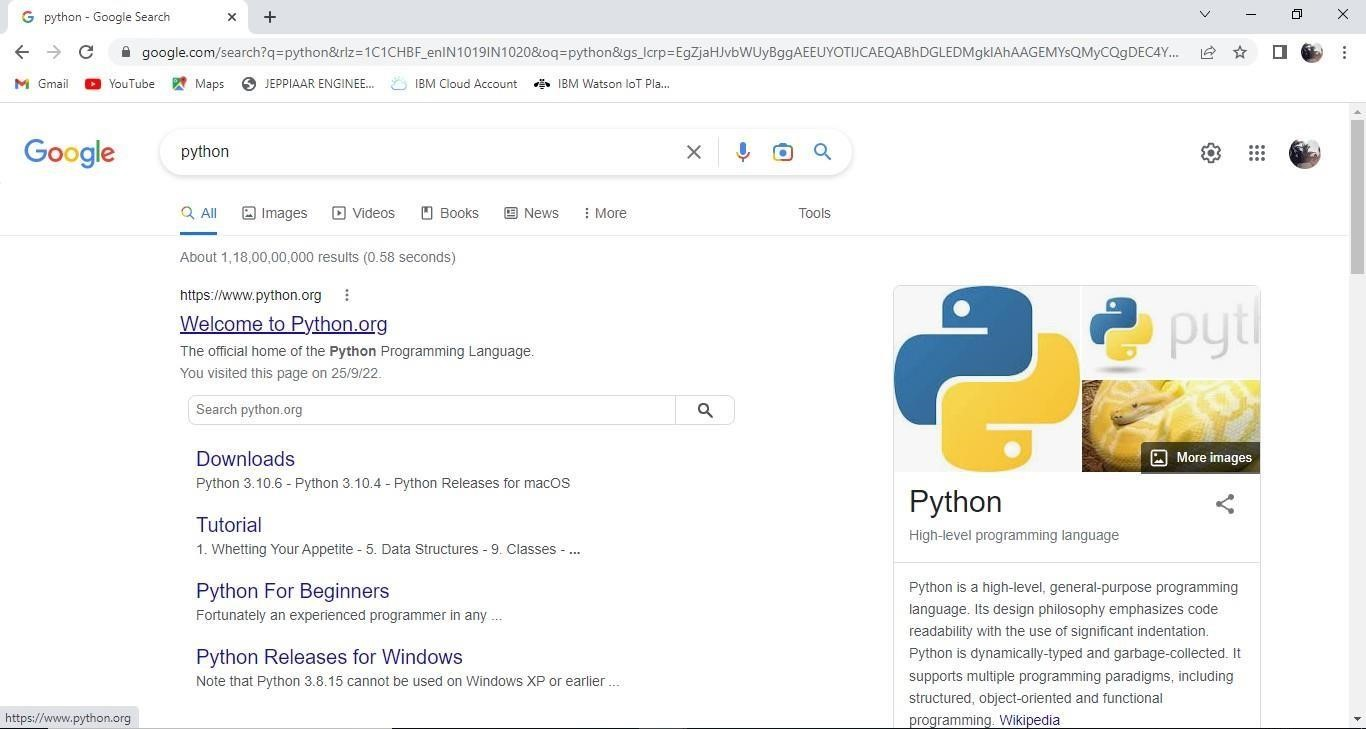 python - Google Search
google.com/search?q=python&rlz=1C1CHBF_enIN1019IN1020&oq=python&gs_lcrp=EgZjaHJvbWUyBggAEEUYOTIJCAEQABhDGLEDMgkIAhAAGEMYsQMyCQgDEC4Y...
Gmail YouTube Maps JEPPIAAR ENGINEE... IBM Cloud Account IBM Watson IoT Pla...
Google python
All Images Videos Books News More Tools
About 1,18,00,00,000 results (0.58 seconds)
https://www.python.org
Welcome to Python.org
The official home of the Python Programming Language.
You visited this page on 25/9/22.
Search python.org
Downloads
Python 3.10.6 - Python 3.10.4 - Python Releases for macOS
Tutorial
1. Whetting Your Appetite - 5. Data Structures - 9. Classes - ...
Python For Beginners
Fortunately an experienced programmer in any ...
Python Releases for Windows
Note that Python 3.8.15 cannot be used on Windows XP or earlier ...
pyth
More images
Python
High-level programming language
Python is a high-level, general-purpose programming
language. Its design philosophy emphasizes code
readability with the use of significant indentation.
Python is dynamically-typed and garbage-collected. It
supports multiple programming paradigms, including
structured, object-oriented and functional
programming. Wikipedia
https://www.python.org